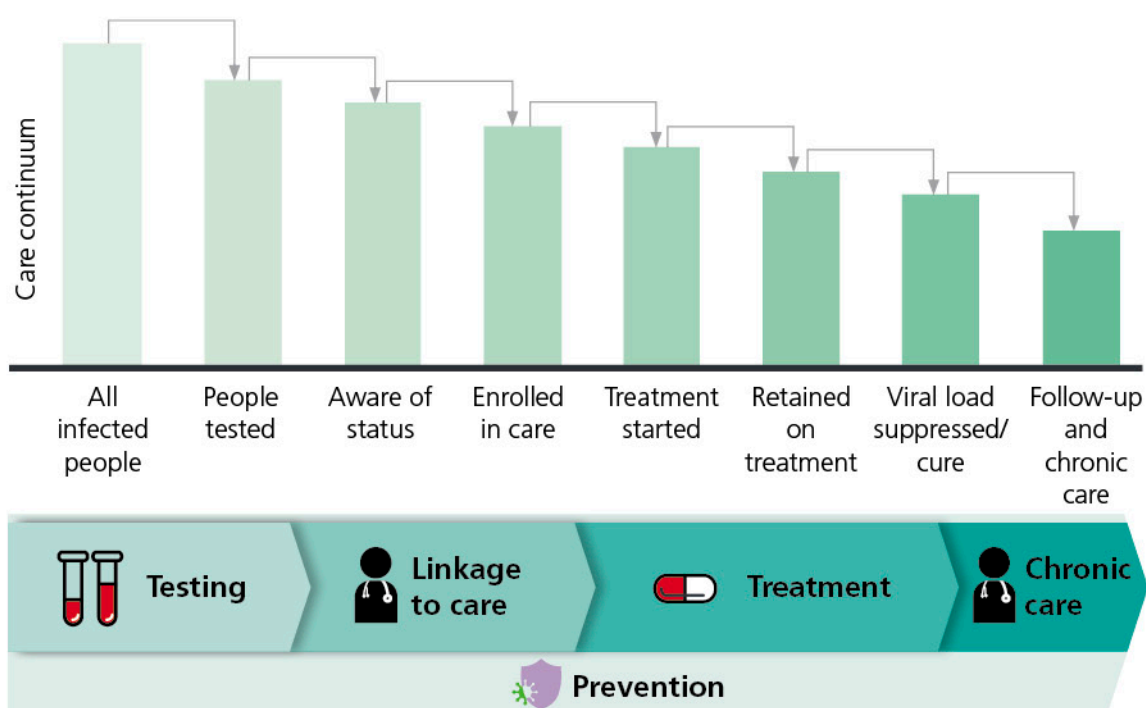 Care continuum
All
infected
people
People
tested
Aware of
status
Enrolled
in care
Treatment
started
Retained
on
treatment
Viral load
suppressed/
cure
Follow-up
and
chronic
care
Testing
Linkage
to care
Treatment
Chronic
care
Prevention